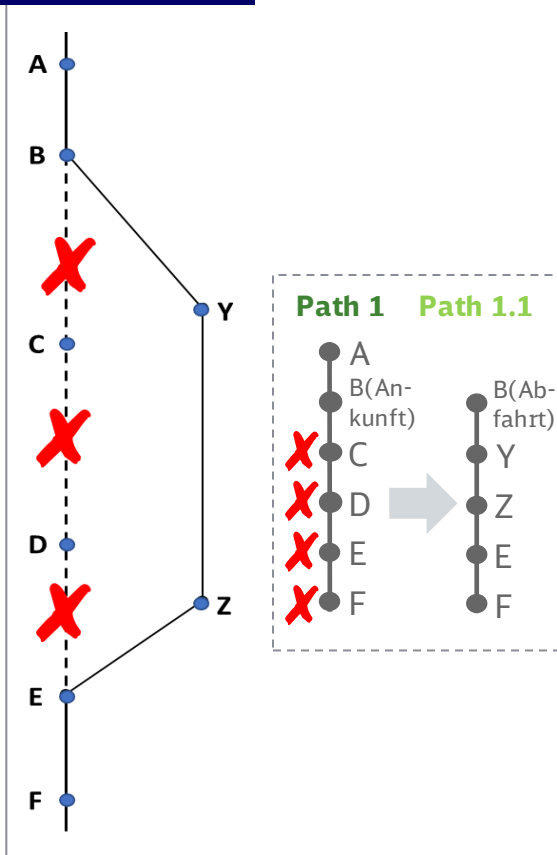 A
B
C
D
E
F
Y
Z
Path 1 Path 1.1
A
B(An-
kunft)
C
D
E
F
B(Ab-
fahrt)
Y
Z
E
F